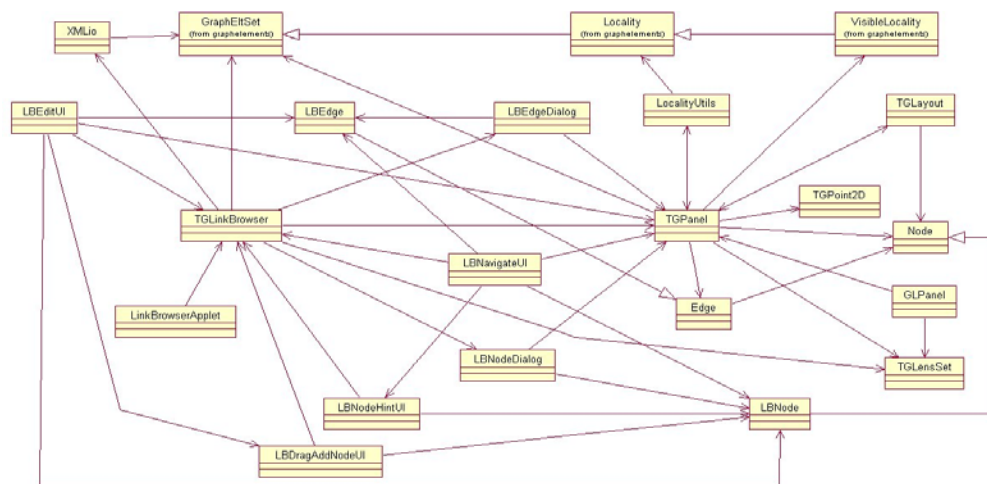 XMLio
GraphEltSet
(from graphelements)
Locality
(from graphelements)
VisibleLocality
(from graphelements)
LBEditUI
LBEdge
LBEdgeDialog
LocalityUtils
TGLayout
TGPoint2D
TGLinkBrowser
TGPanel
Node
LBNavigateUI
LinkBrowserApplet
Edge
GLPanel
LBNodeDialog
TGLensSet
LBNodeHintUI
LBNode
LBDragAddNodeUI